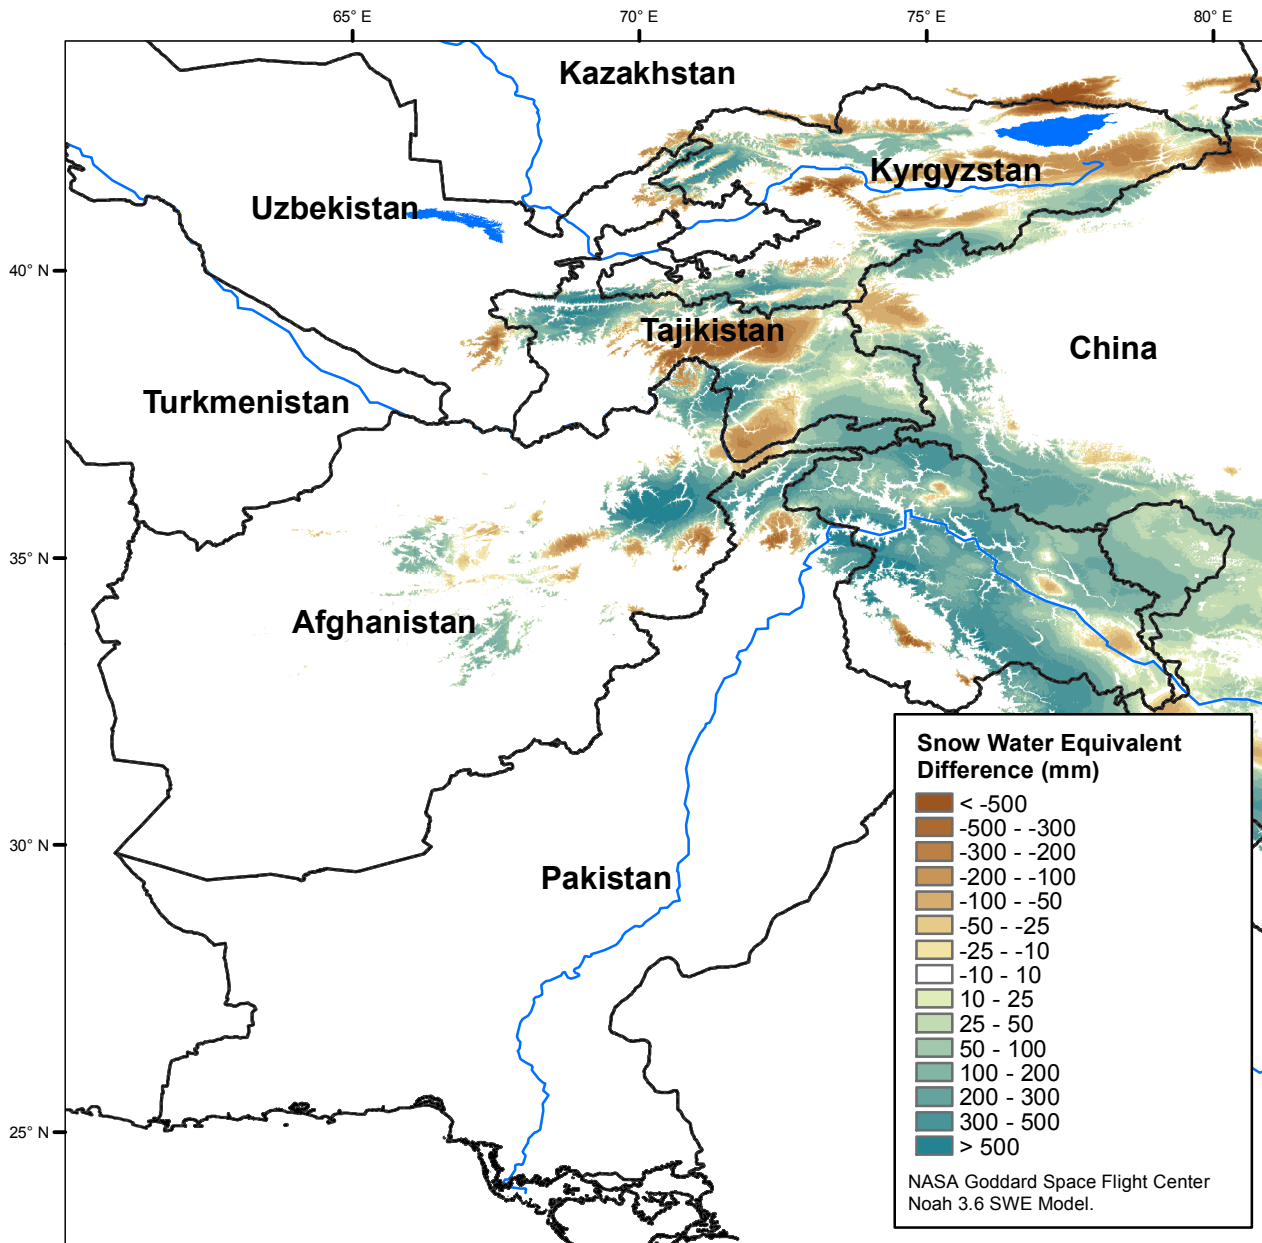 65° E
70° E
75° E
80° E
Kazakhstan
Kyrgyzstan
Uzbekistan
40° N
Tajikistan
China
Turkmenistan
35° N
Afghanistan
Snow Water Equivalent
Difference (mm)
< -500
-500 - -300
-300 - -200
-200 - -100
-100 - -50
-50 - -25
-25 - -10
-10 - 10
10 - 25
25 - 50
50 - 100
100 - 200
200 - 300
300 - 500
> 500
NASA Goddard Space Flight Center
Noah 3.6 SWE Model.
30° N
Pakistan
25° N